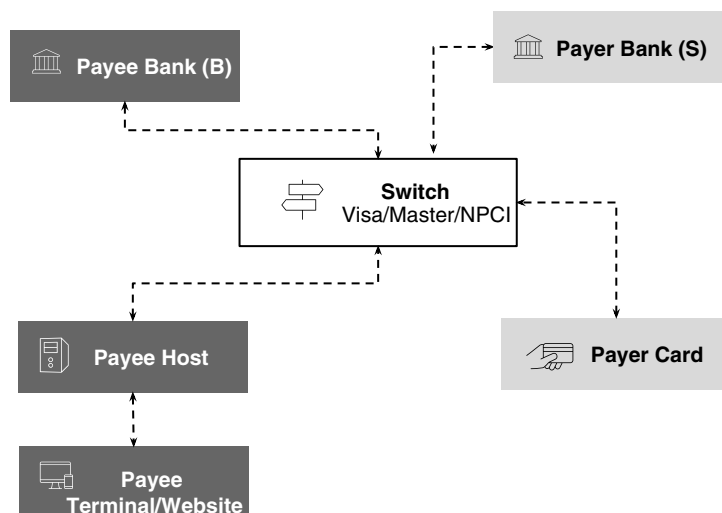 Payee Bank (B)
Payer Bank (S)
Switch
Visa/Master/NPCI
Payee Host
Payer Card
Payee
Terminal/Website